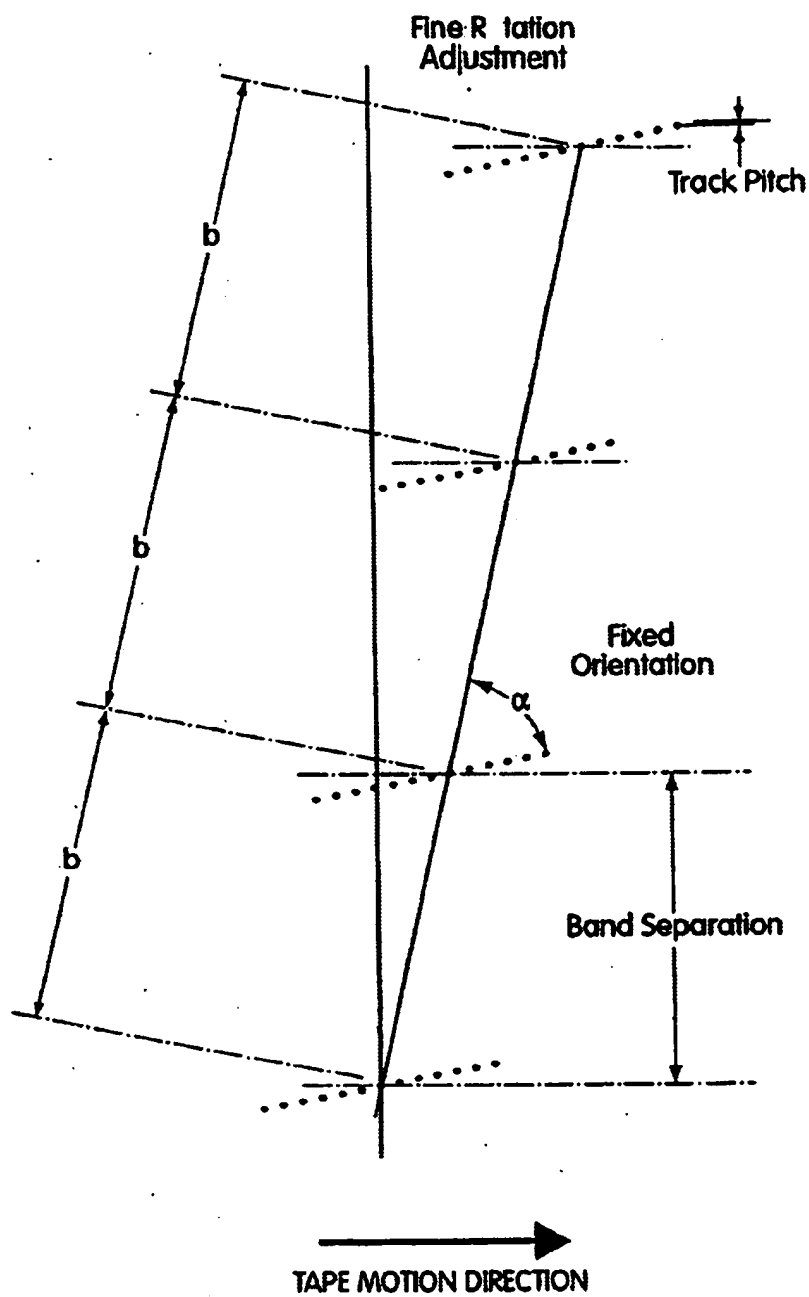 Fine R tation
Adjustment
Track Pitch
b
b
Fixed
Orientation
α
b
Band Separation
TAPE MOTION DIRECTION